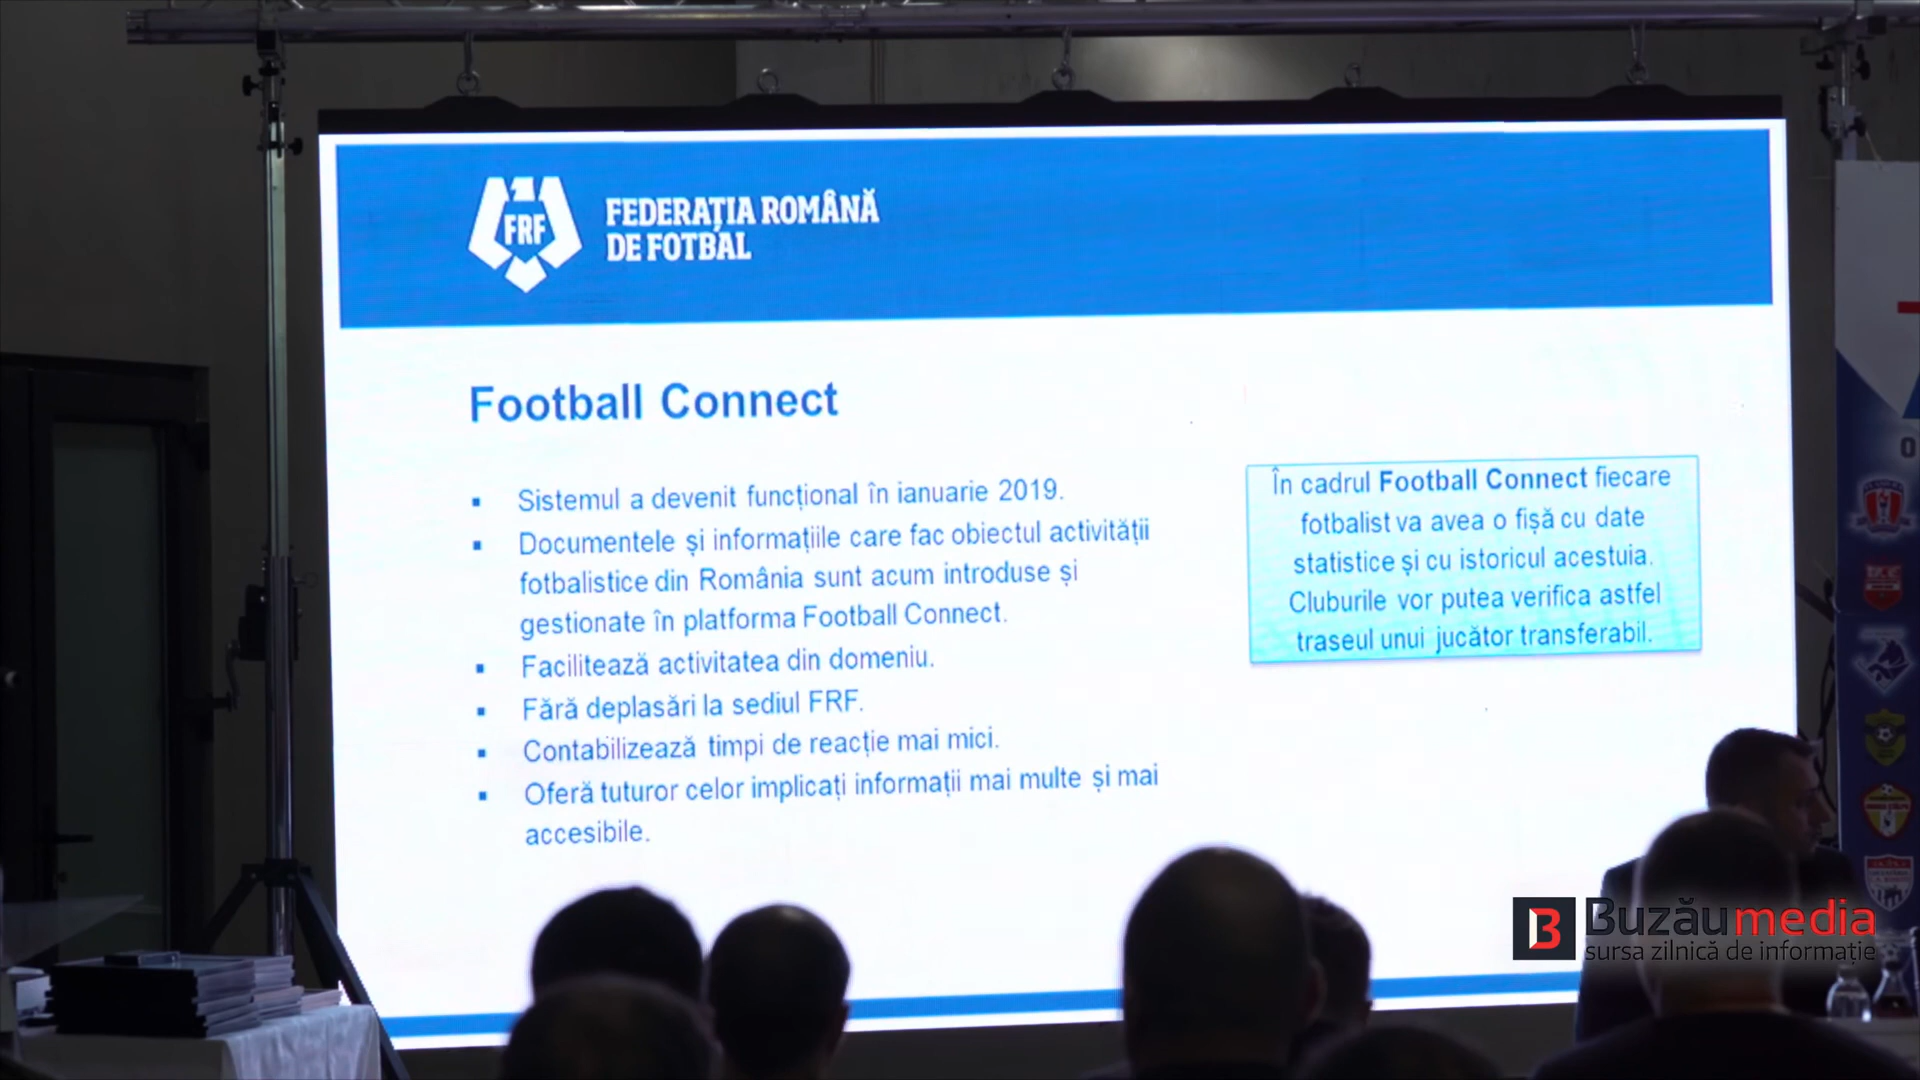 FRF
FEDERAȚIA ROMÂNĂ
DE FOTBAL
Football Connect
▪ Sistemul a devenit funcțional în ianuarie 2019.
▪ Documentele și informațiile care fac obiectul activității
fotbalistice din România sunt acum introduse și
gestionate în platforma Football Connect.
▪ Facilitează activitatea din domeniu.
▪ Fără deplasări la sediul FRF.
▪ Contabilizează timpi de reacție mai mici.
▪ Oferă tuturor celor implicați informații mai multe și mai
accesibile.
În cadrul Football Connect fiecare
fotbalist va avea o fișă cu date
statistice și cu istoricul acestuia.
Cluburile vor putea verifica astfel
traseul unui jucător transferabil.
B Buzăumedia
sursa zilnică de informație